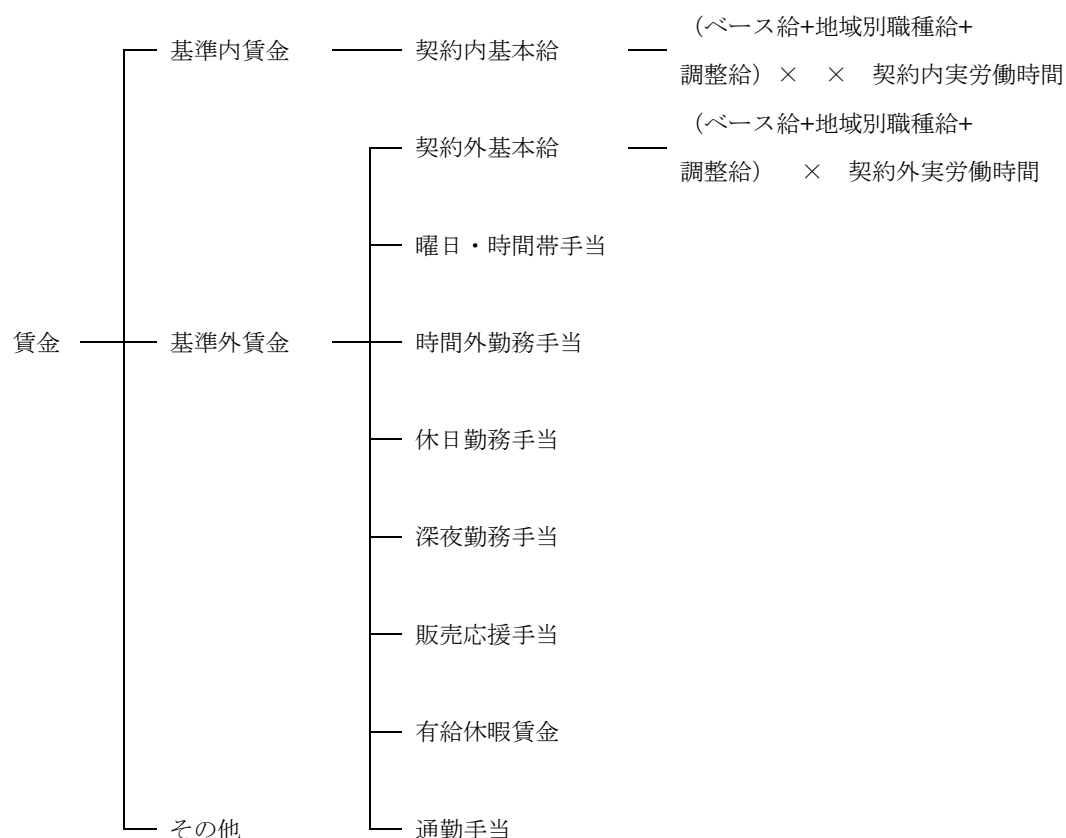 （ベース給+地域別職種給+
基準内賃金 契約内基本給
調整給）× × 契約内実労働時間
（ベース給+地域別職種給+
契約外基本給
調整給） × 契約外実労働時間
曜日・時間帯手当
賃金 基準外賃金 時間外勤務手当
休日勤務手当
深夜勤務手当
販売応援手当
有給休暇賃金
その他 通勤手当